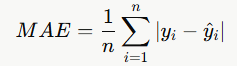 MAE = \frac{1}{n} \sum_{i=1}^{n} |y_i - \hat{y}_i|